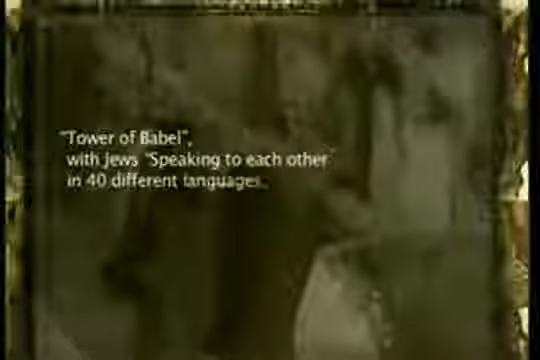 "Tower of Babel",
with Jews "Speaking to each other
in 40 different languages.